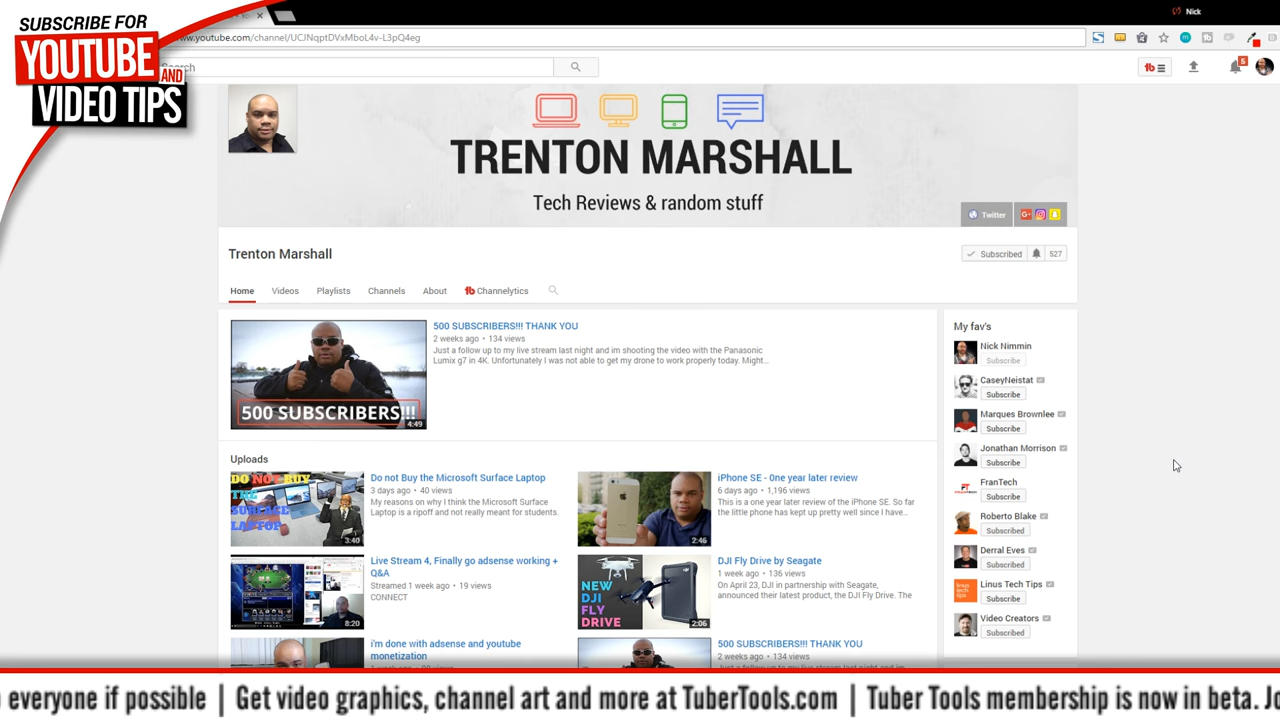 SUBSCRIBE FOR
YOUTUBE AND
VIDEO TIPS
Nick
www.youtube.com/channel/UCJNqptDVxMboL4v-L3pQ4eg
Search
5
TRENTON MARSHALL
Tech Reviews & random stuff
Twitter
Trenton Marshall
Subscribed 527
Home Videos Playlists Channels About Channelytics
500 SUBSCRIBERS!!! THANK YOU
2 weeks ago • 134 views
Just a follow up to my live stream last night and im shooting the video with the Panasonic
Lumix g7 in 4K. Unfortunately I was not able to get my drone to work properly today. Might...
500 SUBSCRIBERS!!!
4:49
Uploads
DO NOT BUY
THE
SURFACE
LAPTOP
3:40
Do not Buy the Microsoft Surface Laptop
3 days ago • 40 views
My reasons on why I think the Microsoft Surface
Laptop is a ripoff and not really meant for students.
2:46
iPhone SE - One year later review
6 days ago • 1,196 views
This is a one year later review of the iPhone SE. So far
the little phone has kept up pretty well since I have...
8:20
Live Stream 4, Finally go adsense working +
Q&A
Streamed 1 week ago • 19 views
CONNECT
NEW
DJI
FLY
DRIVE
2:06
DJI Fly Drive by Seagate
1 week ago • 136 views
On April 23, DJI in partnership with Seagate,
announced their latest product, the DJI Fly Drive. The
i'm done with adsense and youtube
monetization
500 SUBSCRIBERS!!! THANK YOU
2 weeks ago • 134 views
My fav's
Nick Nimmin
Subscribe
CaseyNeistat
Subscribe
Marques Brownlee
Subscribe
Jonathan Morrison
Subscribe
FranTech
Subscribe
Roberto Blake
Subscribed
Derral Eves
Subscribed
Linus Tech Tips
Subscribe
Video Creators
Subscribed
everyone if possible | Get video graphics, channel art and more at TuberTools.com | Tuber Tools membership is now in beta. Jo